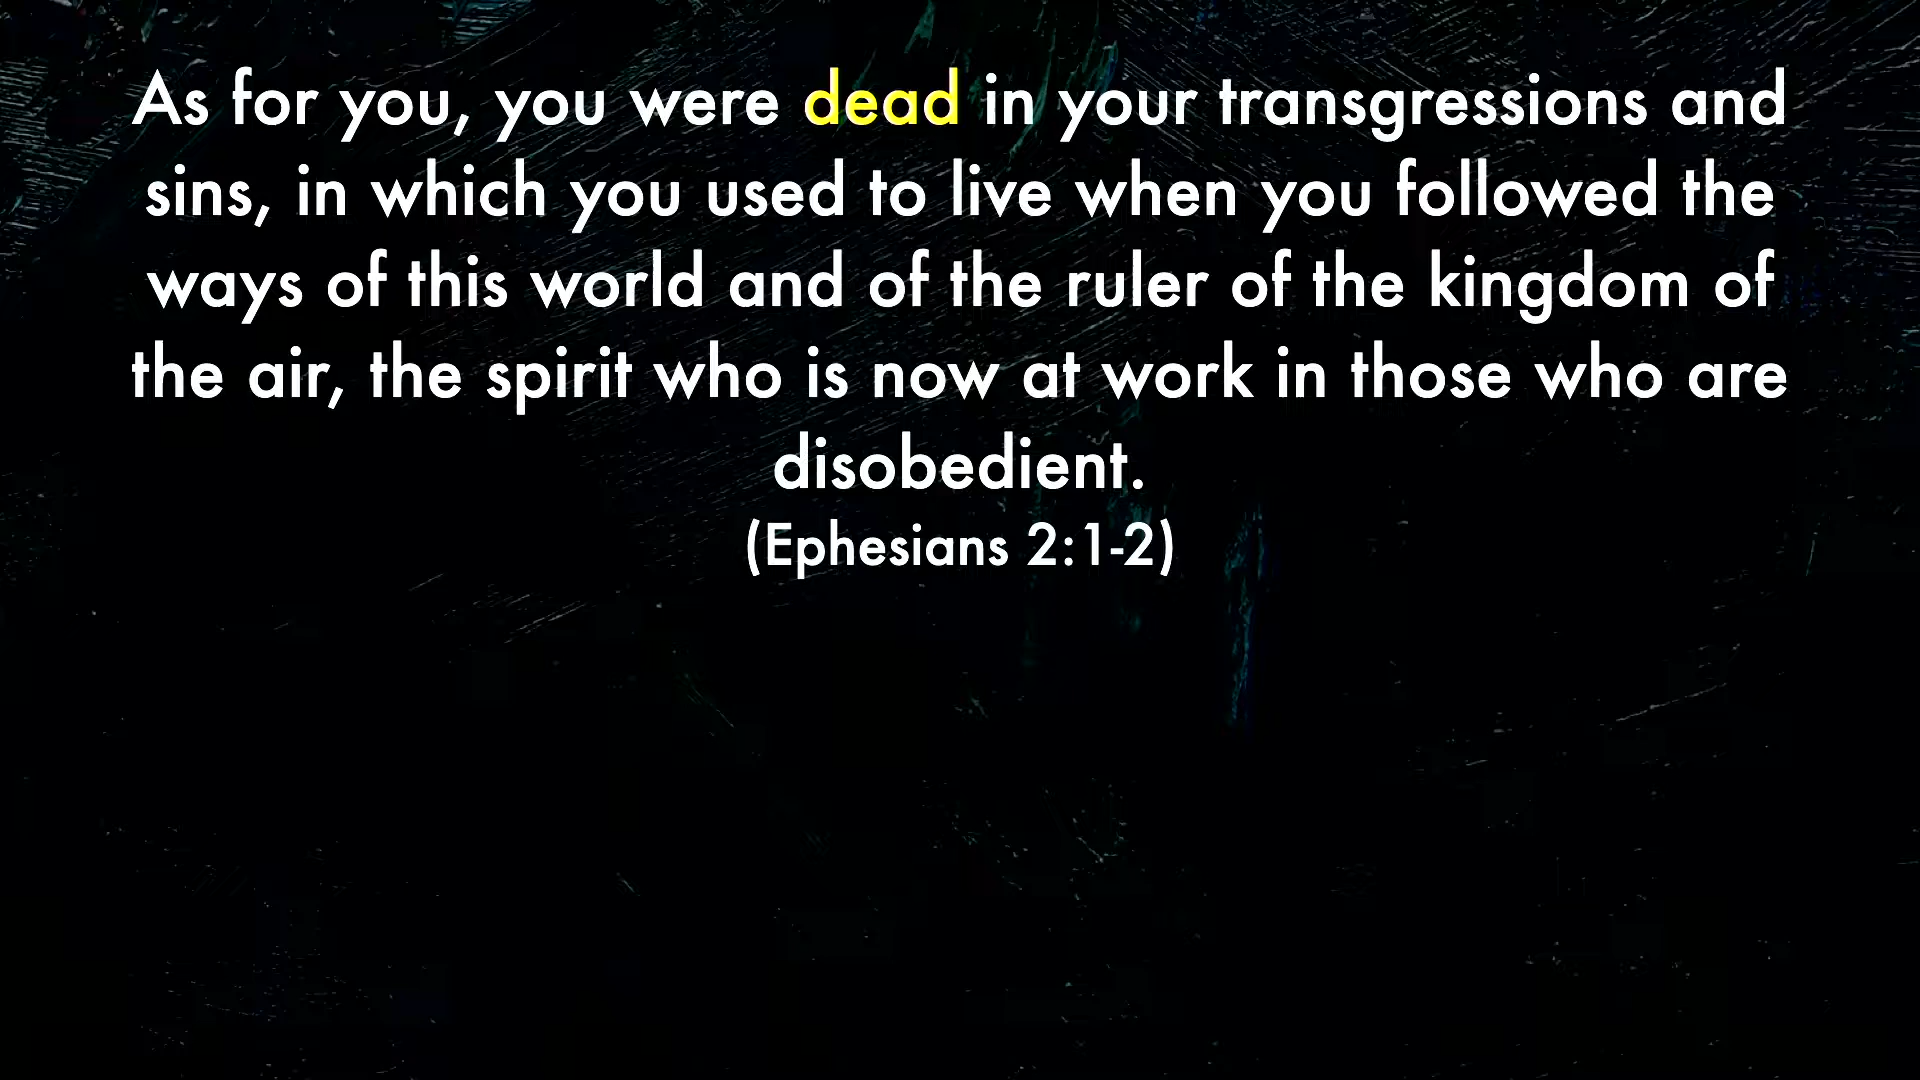 As for you, you were dead in your transgressions and
sins, in which you used to live when you followed the
ways of this world and of the ruler of the kingdom of
the air, the spirit who is now at work in those who are
disobedient.
(Ephesians 2:1-2)